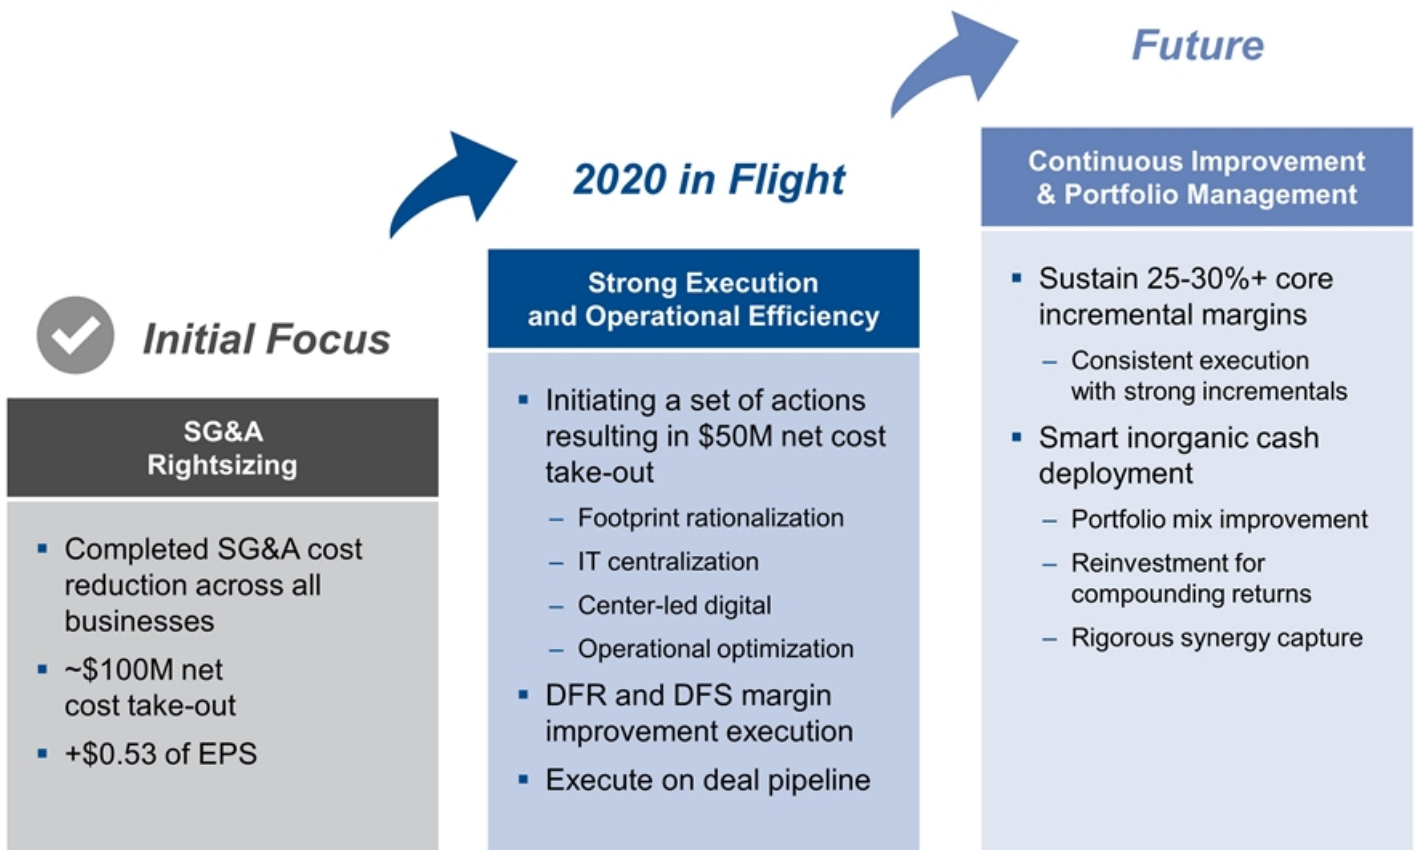 Initial Focus
SG&A
Rightsizing
▪ Completed SG&A cost
reduction across all
businesses
▪ ~$100M net
cost take-out
▪ +$0.53 of EPS
2020 in Flight
Strong Execution
and Operational Efficiency
▪ Initiating a set of actions
resulting in $50M net cost
take-out
– Footprint rationalization
– IT centralization
– Center-led digital
– Operational optimization
▪ DFR and DFS margin
improvement execution
▪ Execute on deal pipeline
Future
Continuous Improvement
& Portfolio Management
▪ Sustain 25-30%+ core
incremental margins
– Consistent execution
with strong incrementals
▪ Smart inorganic cash
deployment
– Portfolio mix improvement
– Reinvestment for
compounding returns
– Rigorous synergy capture